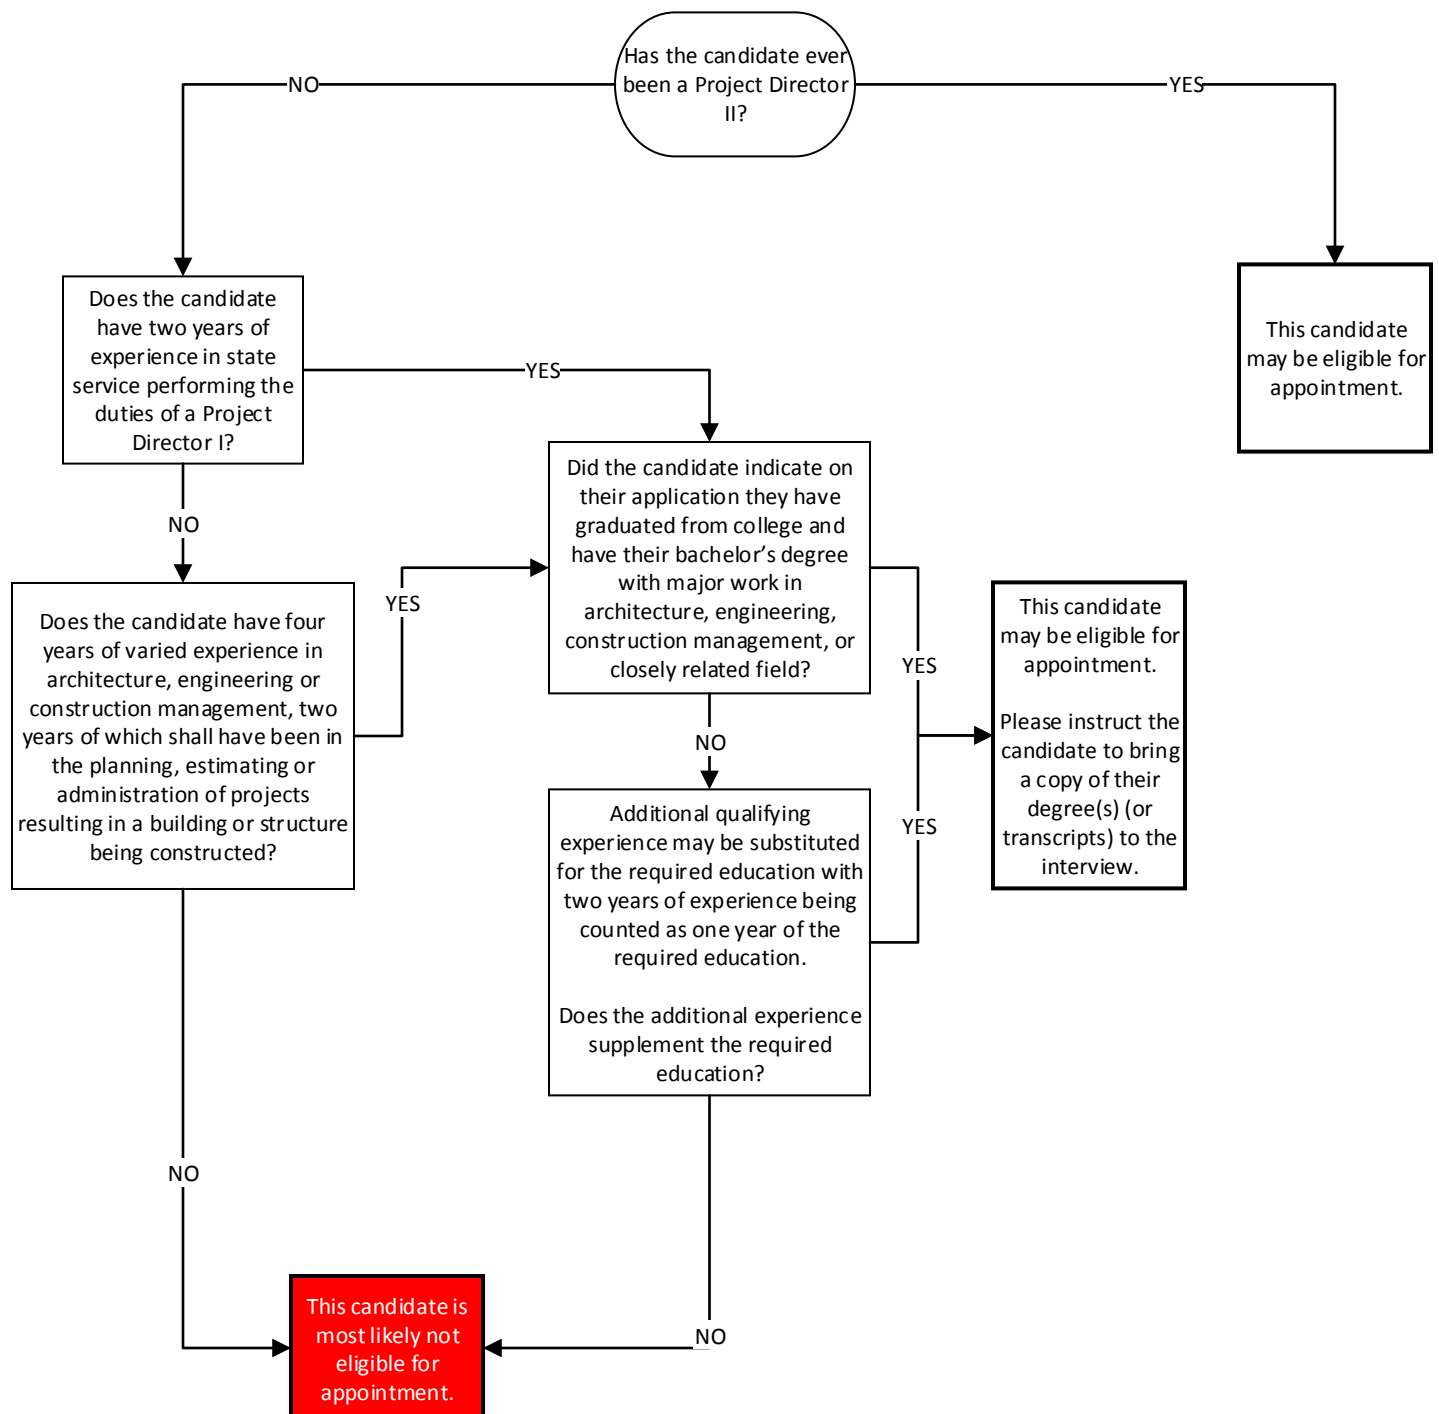 Has the candidate ever
been a Project Director
II?
NO
YES
Does the candidate
have two years of
experience in state
service performing the
duties of a Project
Director I?
YES
This candidate
may be eligible for
appointment.
NO
Did the candidate indicate on
their application they have
graduated from college and
have their bachelor’s degree
with major work in
architecture, engineering,
construction management, or
closely related field?
Does the candidate have four
years of varied experience in
architecture, engineering or
construction management, two
years of which shall have been in
the planning, estimating or
administration of projects
resulting in a building or structure
being constructed?
YES
YES
NO
This candidate
may be eligible for
appointment.
Please instruct the
candidate to bring
a copy of their
degree(s) (or
transcripts) to the
interview.
Additional qualifying
experience may be substituted
for the required education with
two years of experience being
counted as one year of the
required education.
Does the additional experience
supplement the required
education?
YES
NO
NO
This candidate is
most likely not
eligible for
appointment.